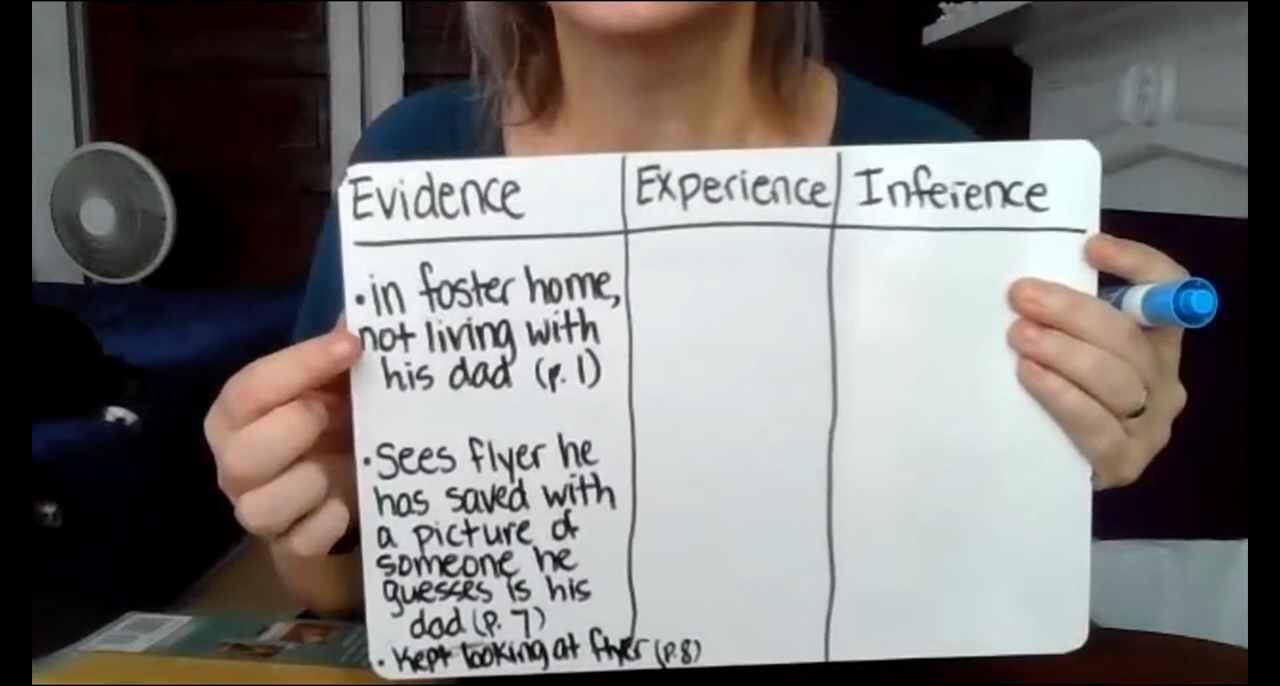 Evidence Experience Inference
• in foster home,
not living with
his dad (p. 1)
• Sees flyer he
has saved with
a picture of
someone he
guesses is his
dad (p. 7)
• Kept looking at flyer (p. 8)